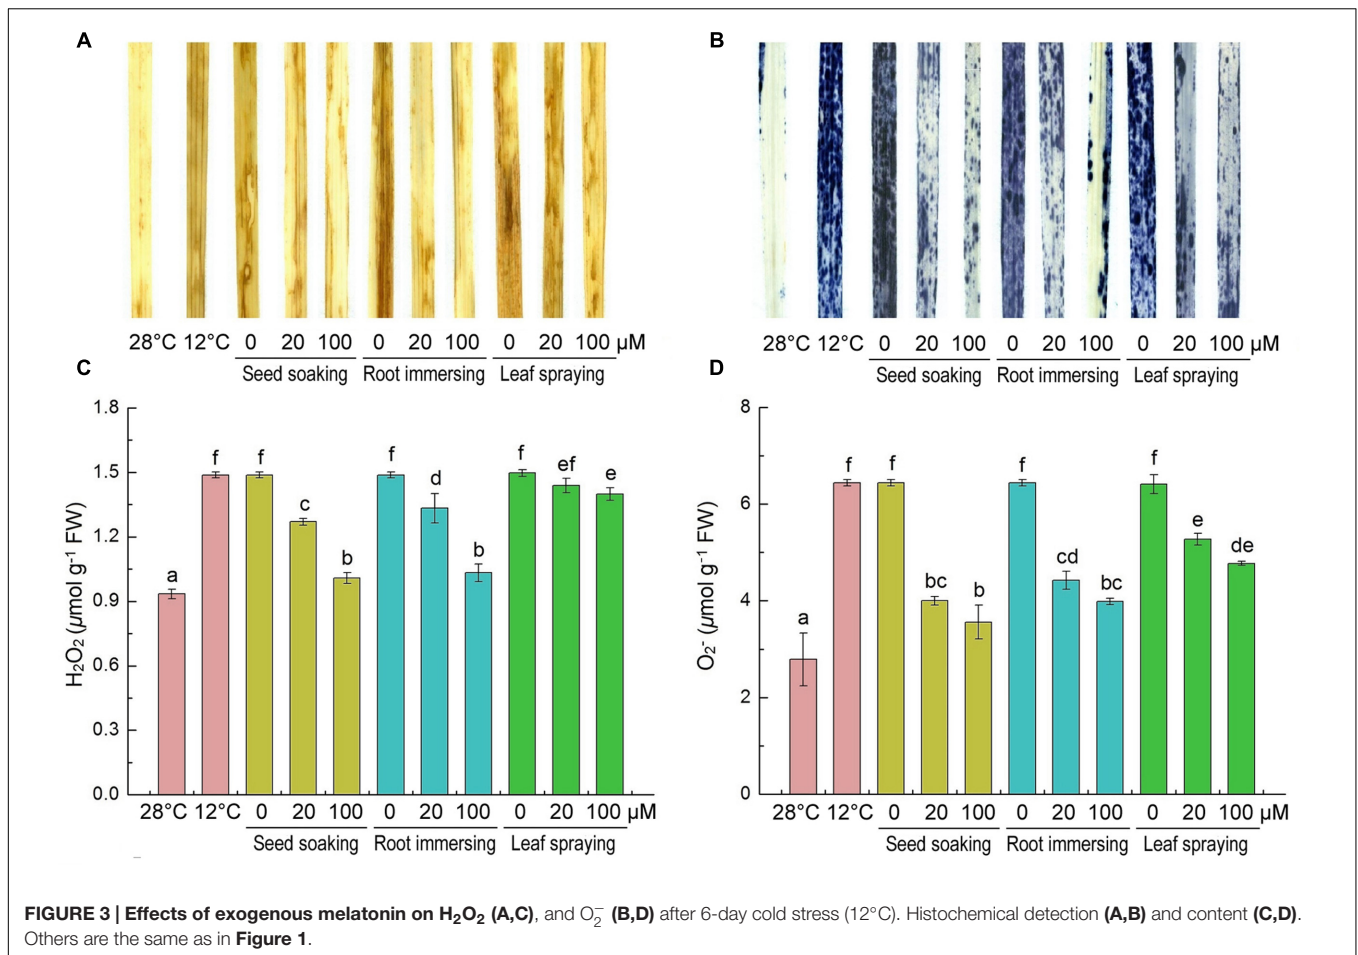 A
B
28°C 12°C 0 20 100 0 20 100 0 20 100 µM
Seed soaking Root immersing Leaf spraying
28°C 12°C 0 20 100 0 20 100 0 20 100 µM
Seed soaking Root immersing Leaf spraying
C
1.8
1.5
1.2
0.9
0.6
0.3
0.0
H₂O₂ (µmol g⁻¹ FW)
a f f c b f d b f ef e
28°C 12°C 0 20 100 0 20 100 0 20 100 µM
Seed soaking Root immersing Leaf spraying
D
8
6
4
2
0
O₂⁻ (µmol g⁻¹ FW)
a f f bc b f cd bc f e de
28°C 12°C 0 20 100 0 20 100 0 20 100 µM
Seed soaking Root immersing Leaf spraying
FIGURE 3 | Effects of exogenous melatonin on H₂O₂ (A,C), and O₂⁻ (B,D) after 6-day cold stress (12°C). Histochemical detection (A,B) and content (C,D).
Others are the same as in Figure 1.